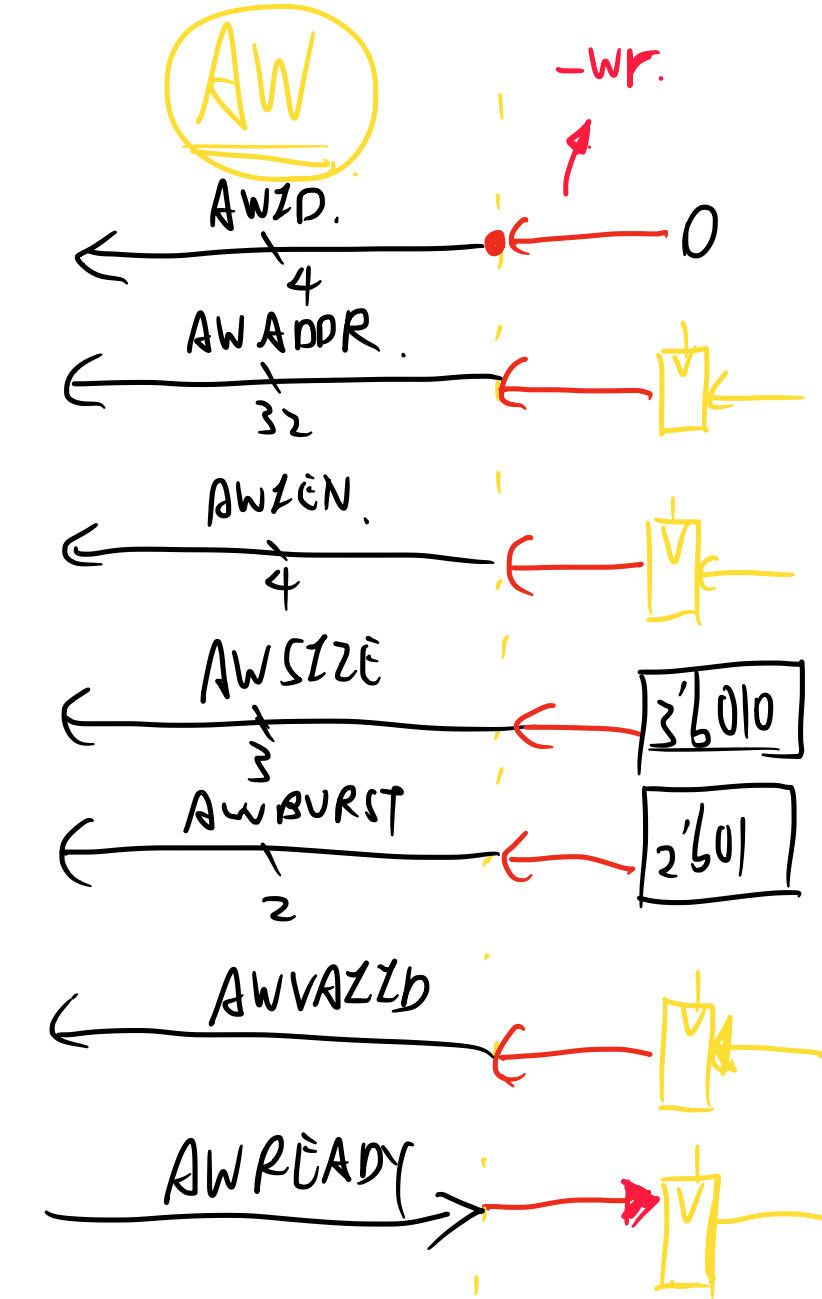 AW
-wr.
AWID.
0
4
AWADDR.
32
AWLEN.
4
AWSIZE
3'b010
3
AWBURST
2'b01
2
AWVALID
AWREADY